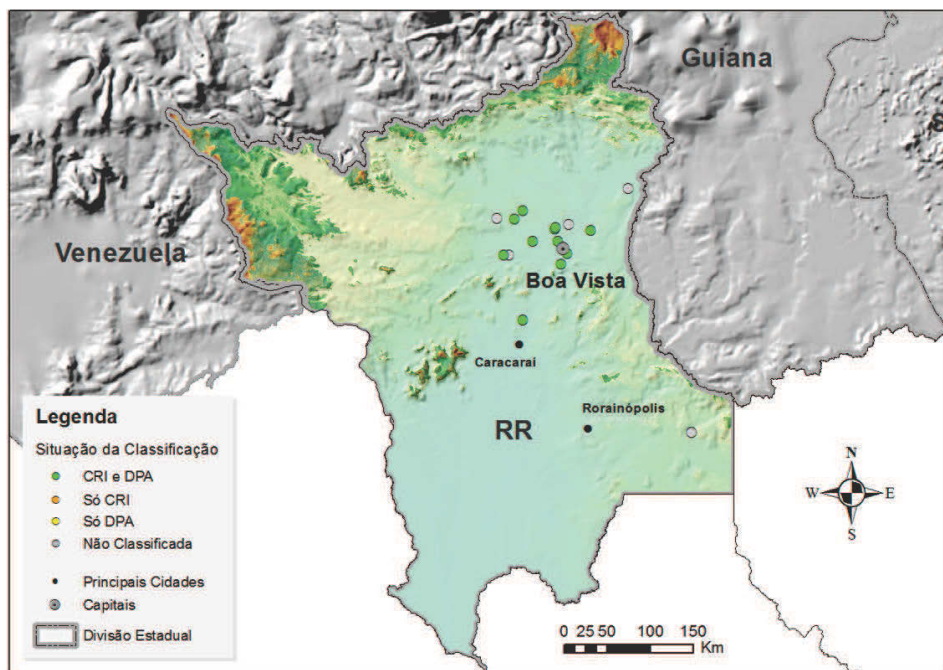 Guiana
Venezuela
Boa Vista
Caracarai
Rorainópolis
RR
Legenda
Situação da Classificação
CRI e DPA
Só CRI
Só DPA
Não Classificada
Principais Cidades
Capitais
Divisão Estadual
N
W E
S
0 25 50 100 150
Km